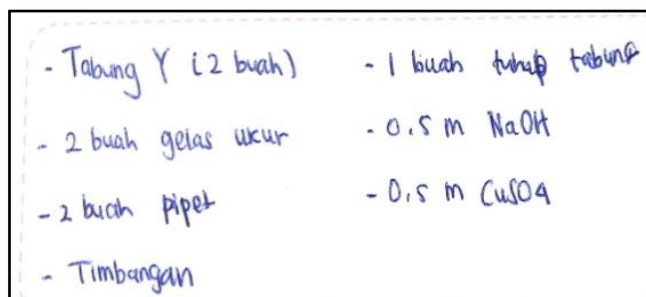 - Tabung Y (2 buah)
- 2 buah gelas ukur
- 2 buah pipet
- Timbangan
- 1 buah tutup tabung
- 0.5 m NaOH
- 0,5 m CuSO4